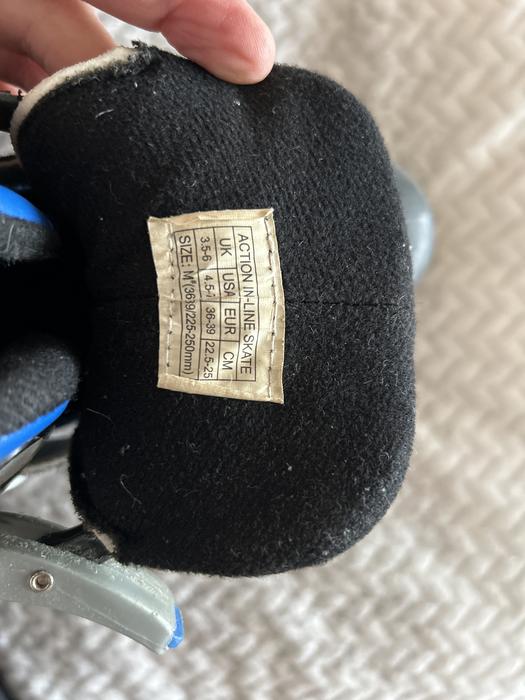 ACTION IN-LINE SKATE
UK USA EUR CM
3.5-6 4.5-7 36-39 22.5-25
SIZE: M (36-39/225-250mm)